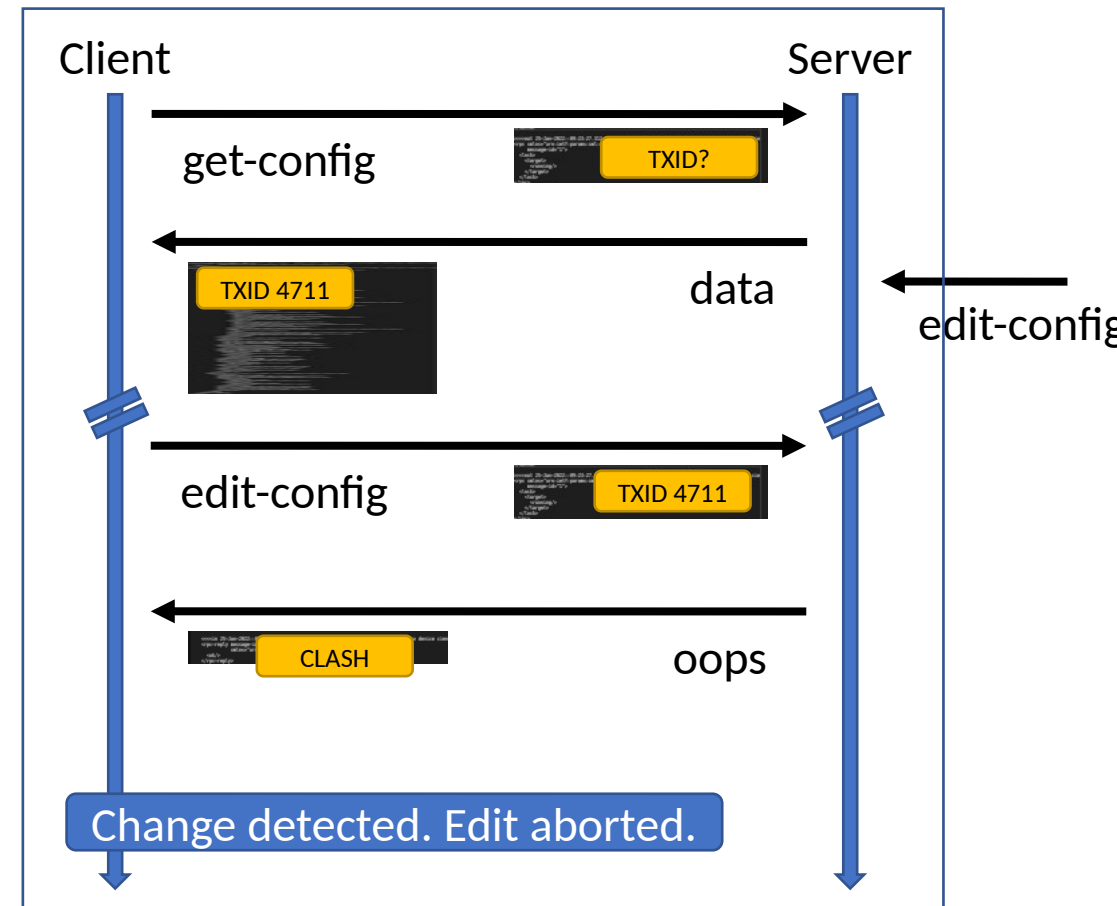 Client
Server
get-config
TXID?
TXID 4711
data
edit-config
edit-config
TXID 4711
CLASH
oops
Change detected. Edit aborted.